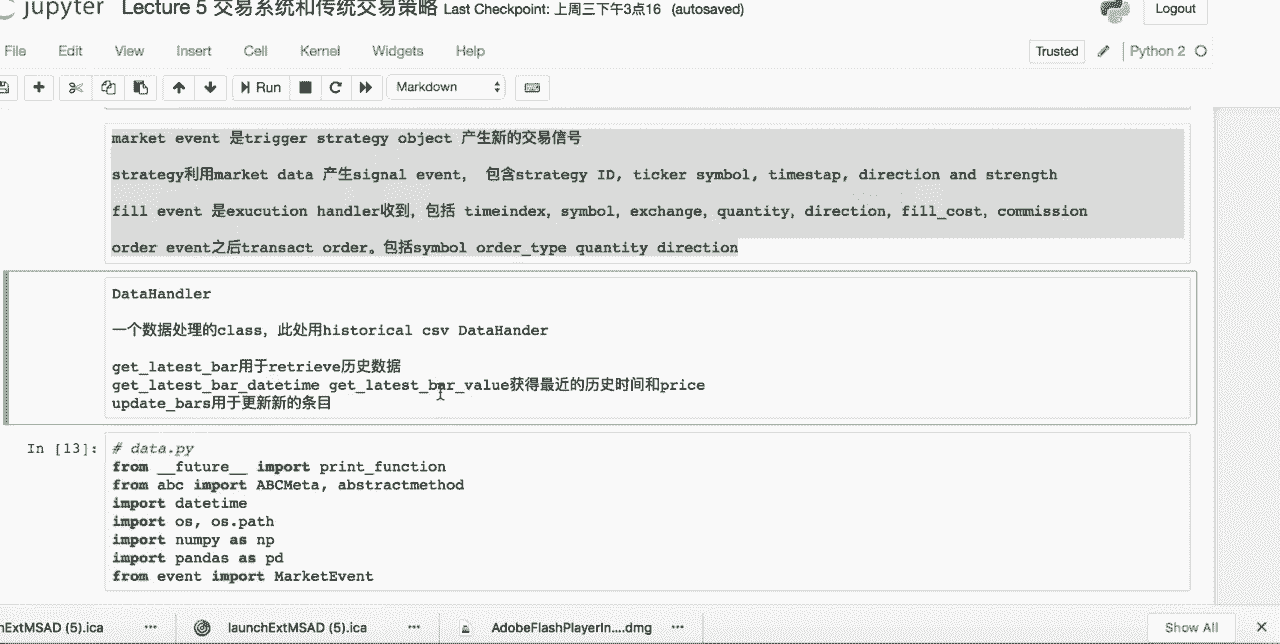 jupyter Lecture 5 交易系统和传统交易策略 Last Checkpoint: 上周三下午3点16 (autosaved)
Logout
File Edit View Insert Cell Kernel Widgets Help
Trusted Python 2
Run Markdown
market event 是trigger strategy object 产生新的交易信号
strategy利用market data 产生signal event, 包含strategy ID, ticker symbol, timestap, direction and strength
fill event 是exucution handler收到, 包括 timeindex, symbol, exchange, quantity, direction, fill_cost, commission
order event之后transact order。包括symbol order_type quantity direction
DataHandler
一个数据处理的class, 此处用historical csv DataHander
get_latest_bar用于retrieve历史数据
get_latest_bar_datetime get_latest_bar_value获得最近的历史时间和price
update_bars用于更新新的条目
In [13]: # data.py
from __future__ import print_function
from abc import ABCMeta, abstractmethod
import datetime
import os, os.path
import numpy as np
import pandas as pd
from event import MarketEvent
nchExtMSAD (5).ica ... launchExtMSAD (5).ica ... AdobeFlashPlayerIn....dmg ... Show All